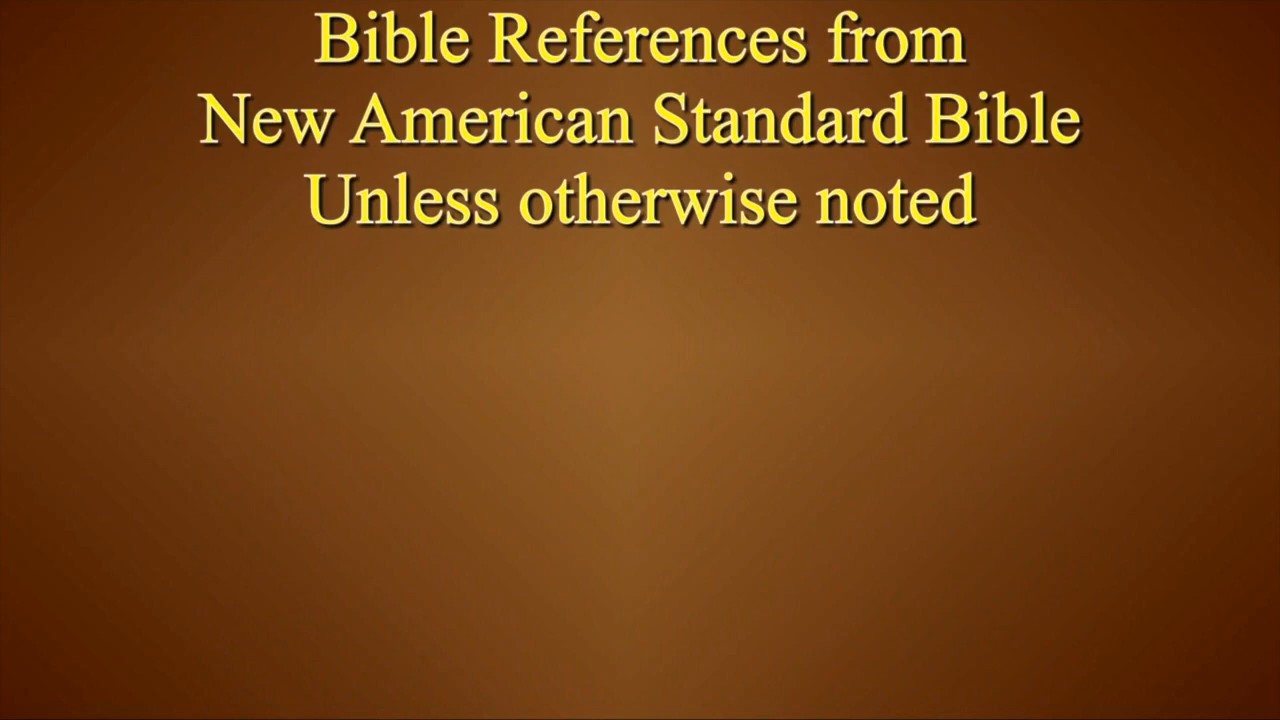 Bible References from
New American Standard Bible
Unless otherwise noted